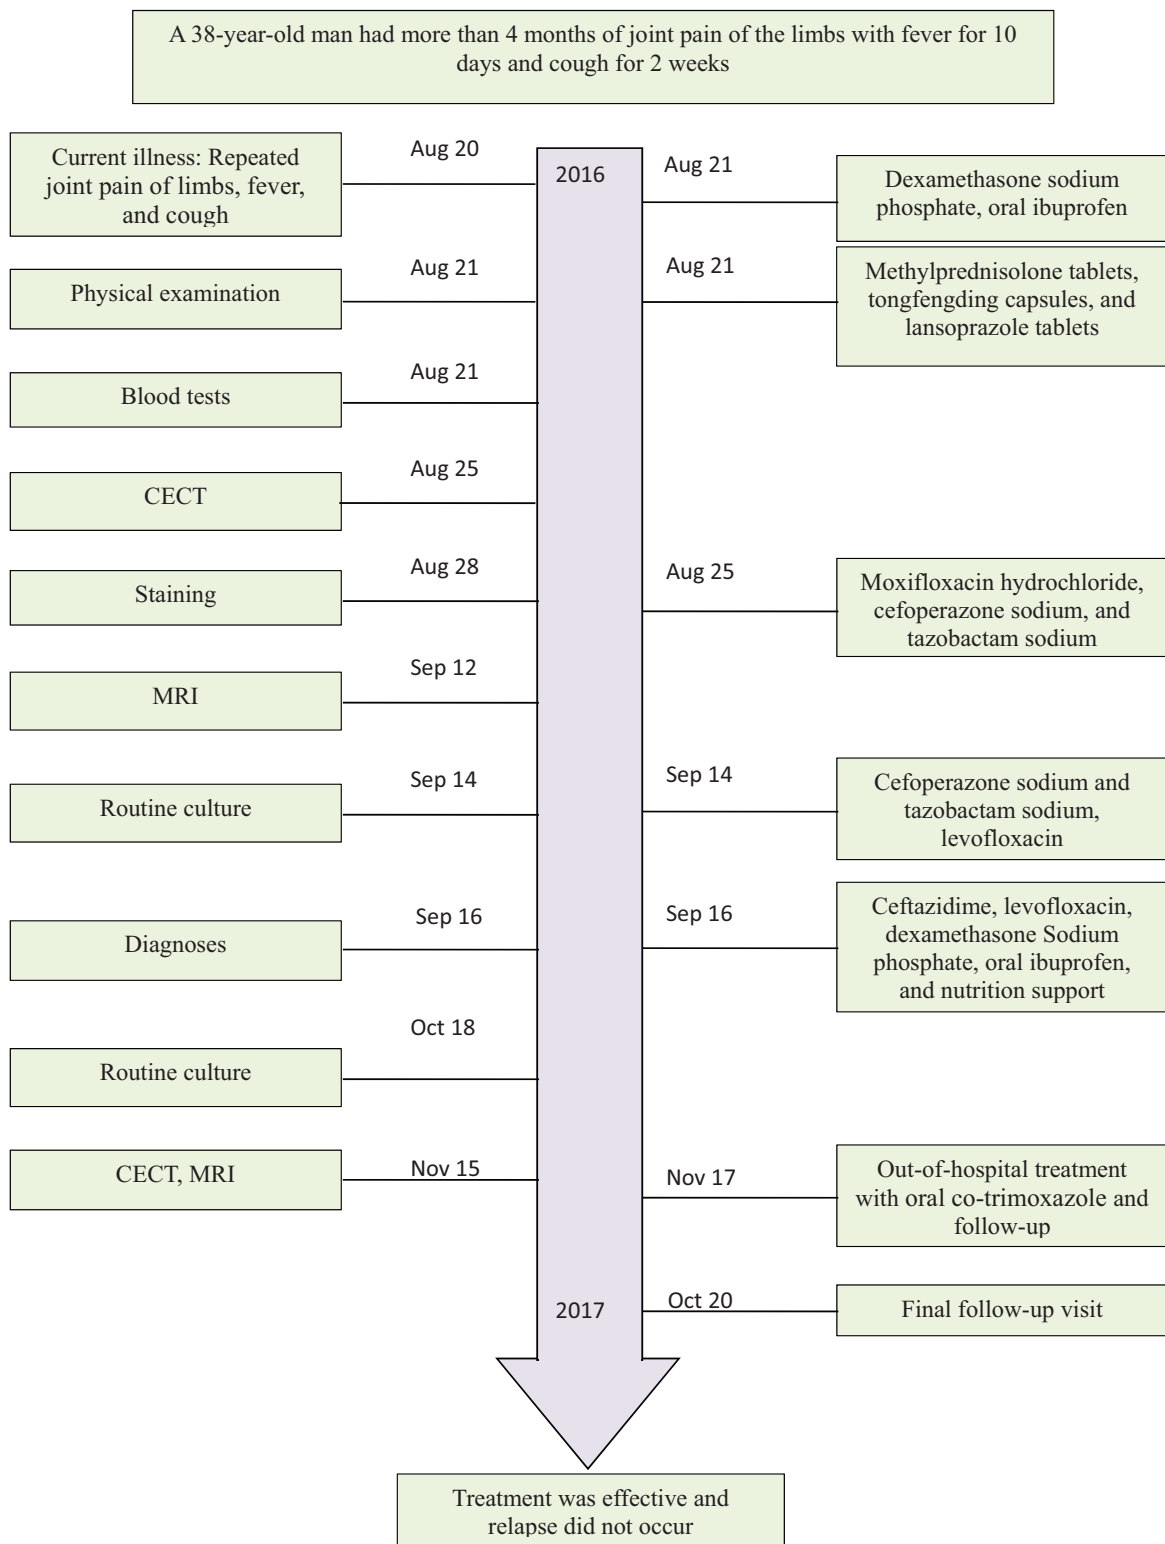 A 38-year-old man had more than 4 months of joint pain of the limbs with fever for 10
days and cough for 2 weeks
Current illness: Repeated
joint pain of limbs, fever,
and cough
Aug 20
2016
Aug 21
Dexamethasone sodium
phosphate, oral ibuprofen
Physical examination
Aug 21
Aug 21
Methylprednisolone tablets,
tongfengding capsules, and
lansoprazole tablets
Blood tests
Aug 21
CECT
Aug 25
Staining
Aug 28
Aug 25
Moxifloxacin hydrochloride,
cefoperazone sodium, and
tazobactam sodium
MRI
Sep 12
Routine culture
Sep 14
Sep 14
Cefoperazone sodium and
tazobactam sodium,
levofloxacin
Diagnoses
Sep 16
Sep 16
Ceftazidime, levofloxacin,
dexamethasone Sodium
phosphate, oral ibuprofen,
and nutrition support
Routine culture
Oct 18
CECT, MRI
Nov 15
Nov 17
Out-of-hospital treatment
with oral co-trimoxazole and
follow-up
2017
Oct 20
Final follow-up visit
Treatment was effective and
relapse did not occur